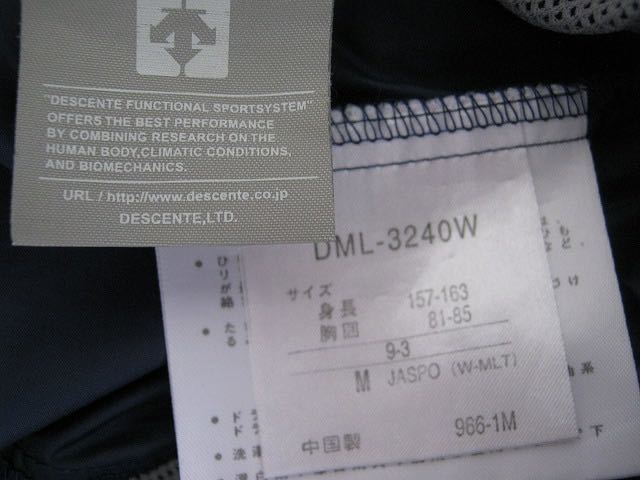 "DESCENTE FUNCTIONAL SPORTSYSTEM"
OFFERS THE BEST PERFORMANCE
BY COMBINING RESEARCH ON THE
HUMAN BODY,CLIMATIC CONDITIONS,
AND BIOMECHANICS.
URL / http://www.descente.co.jp
DESCENTE,LTD.
DML-3240W
サイズ
身長 157-163
胸囲 81-85
9-3
M JASPO (W-MLT)
中国製 966-1M